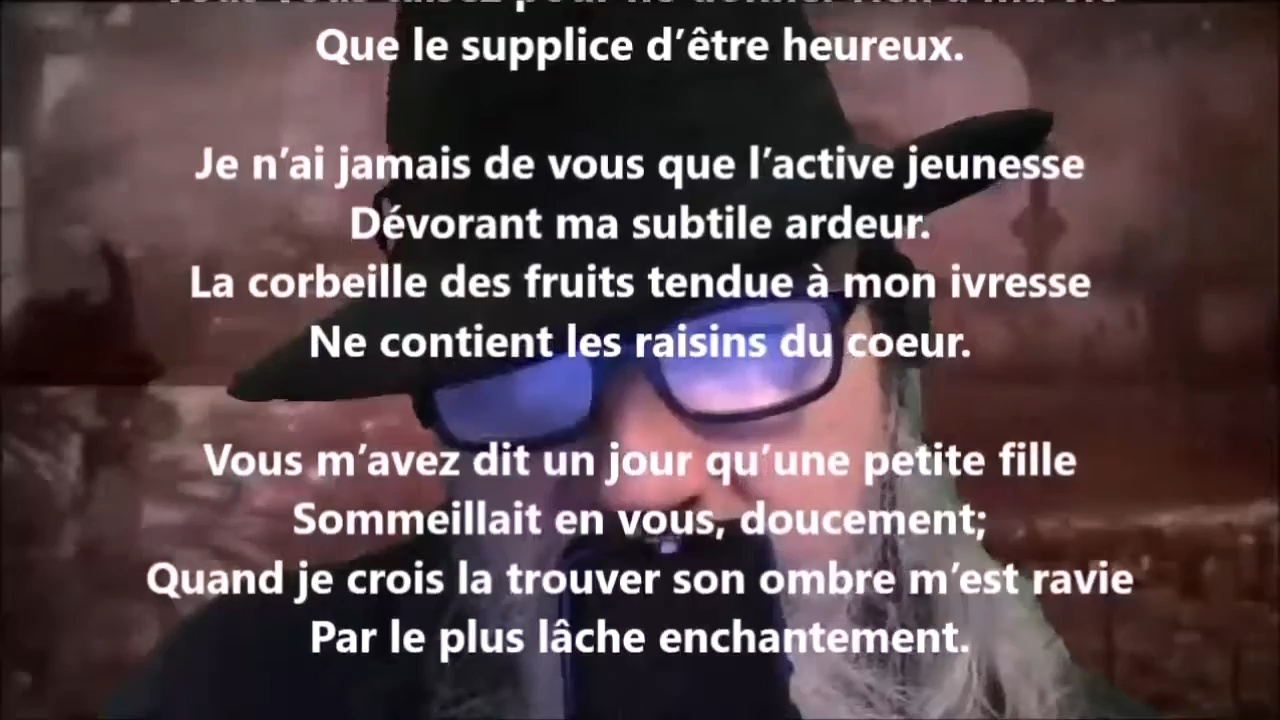 Que le supplice d’être heureux.
Je n’ai jamais de vous que l’active jeunesse
Dévorant ma subtile ardeur.
La corbeille des fruits tendue à mon ivresse
Ne contient les raisins du coeur.
Vous m’avez dit un jour qu’une petite fille
Sommeillait en vous, doucement;
Quand je crois la trouver son ombre m’est ravie
Par le plus lâche enchantement.